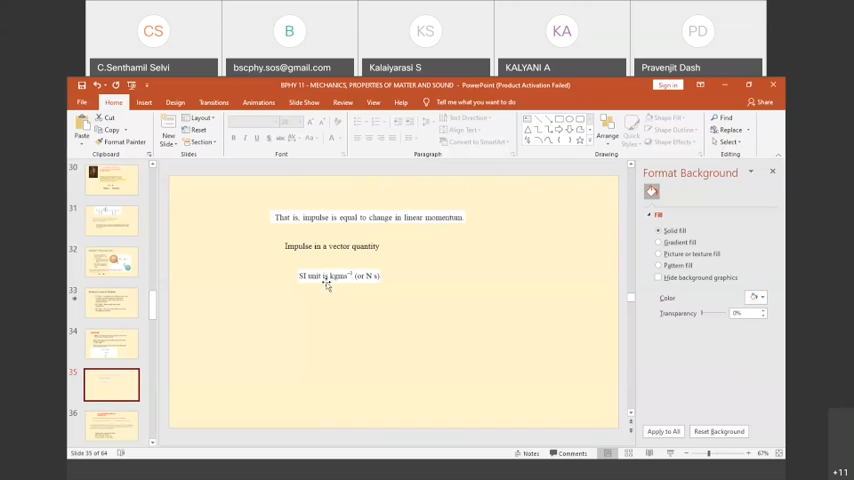 CS
B
KS
KA
PD
C.Senthamil Selvi
bscphy.sos@gmail.com
Kalaiyarasi S
KALYANI A
Pravenjit Dash
BPHY 11 - MECHANICS, PROPERTIES OF MATTER AND SOUND - PowerPoint (Product Activation Failed)
Sign in
File Home Insert Design Transitions Animations Slide Show Review View Help Tell me what you want to do Share
Paste
Cut
Copy
Format Painter
Clipboard
New Slide
Layout
Reset
Section
Slides
Font
Text Direction
Align Text
Convert to SmartArt
Paragraph
Arrange
Quick Styles
Shape Fill
Shape Outline
Shape Effects
Drawing
Find
Replace
Select
Editing
30
31
32
33
34
35
36
That is, impulse is equal to change in linear momentum.
Impulse in a vector quantity
SI unit is kgms⁻¹ (or N s)
Format Background
Fill
Solid fill
Gradient fill
Picture or texture fill
Pattern fill
Hide background graphics
Color
Transparency 0%
Apply to All Reset Background
Slide 35 of 64
Notes Comments 67%
+11